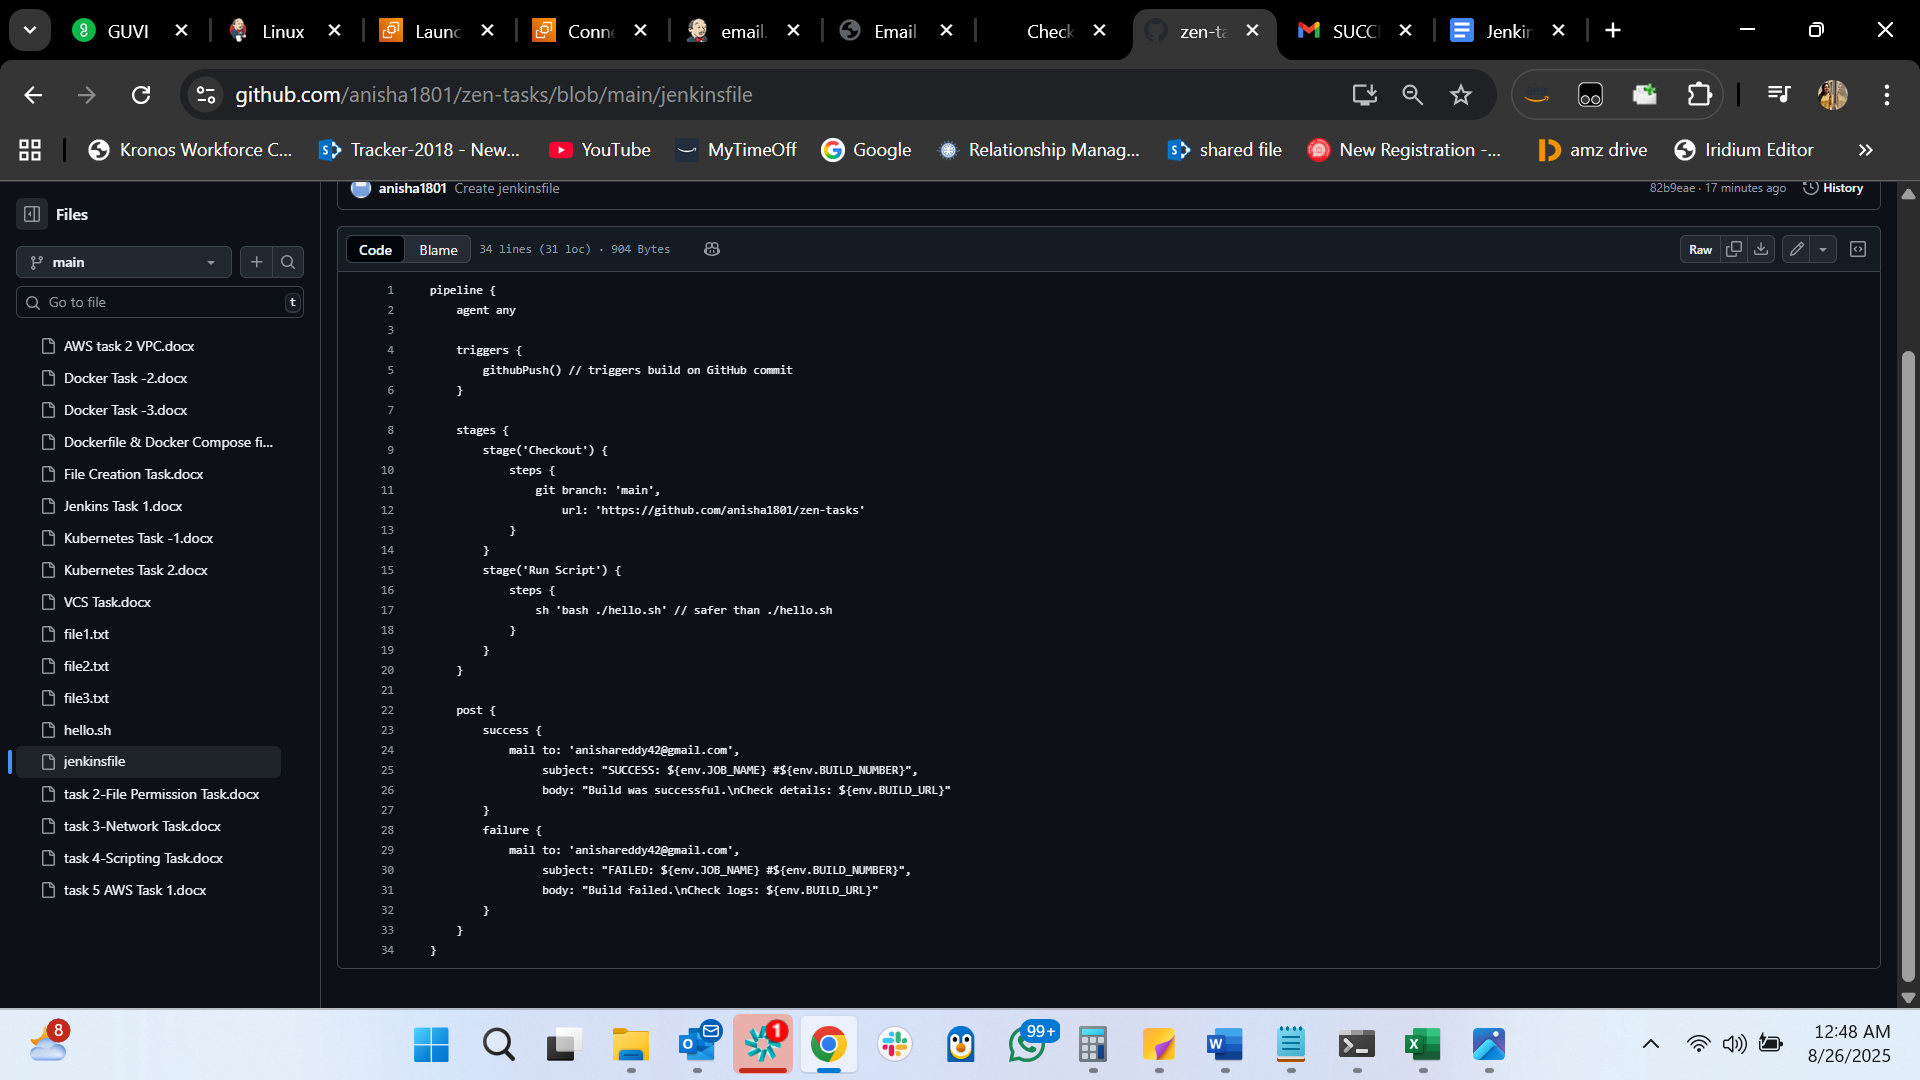 GUVI
Linux
Launc
Conne
email.
Email
Check
zen-ta
SUCCE
Jenkin
github.com/anisha1801/zen-tasks/blob/main/jenkinsfile
Kronos Workforce C...
Tracker-2018 - New...
YouTube
MyTimeOff
Google
Relationship Manag...
shared file
New Registration -...
amz drive
Iridium Editor
Files
anisha1801 Create jenkinsfile
82b9eae · 17 minutes ago
History
main
Go to file
t
AWS task 2 VPC.docx
Docker Task -2.docx
Docker Task -3.docx
Dockerfile & Docker Compose fi...
File Creation Task.docx
Jenkins Task 1.docx
Kubernetes Task -1.docx
Kubernetes Task 2.docx
VCS Task.docx
file1.txt
file2.txt
file3.txt
hello.sh
jenkinsfile
task 2-File Permission Task.docx
task 3-Network Task.docx
task 4-Scripting Task.docx
task 5 AWS Task 1.docx
Code
Blame
34 lines (31 loc) · 904 Bytes
Raw
1 pipeline {
2 agent any
3
4 triggers {
5 githubPush() // triggers build on GitHub commit
6 }
7
8 stages {
9 stage('Checkout') {
10 steps {
11 git branch: 'main',
12 url: 'https://github.com/anisha1801/zen-tasks'
13 }
14 }
15 stage('Run Script') {
16 steps {
17 sh 'bash ./hello.sh' // safer than ./hello.sh
18 }
19 }
20 }
21
22 post {
23 success {
24 mail to: 'anishareddy42@gmail.com',
25 subject: "SUCCESS: ${env.JOB_NAME} #${env.BUILD_NUMBER}",
26 body: "Build was successful.\nCheck details: ${env.BUILD_URL}"
27 }
28 failure {
29 mail to: 'anishareddy42@gmail.com',
30 subject: "FAILED: ${env.JOB_NAME} #${env.BUILD_NUMBER}",
31 body: "Build failed.\nCheck logs: ${env.BUILD_URL}"
32 }
33 }
34 }
8
1
99+
12:48 AM
8/26/2025